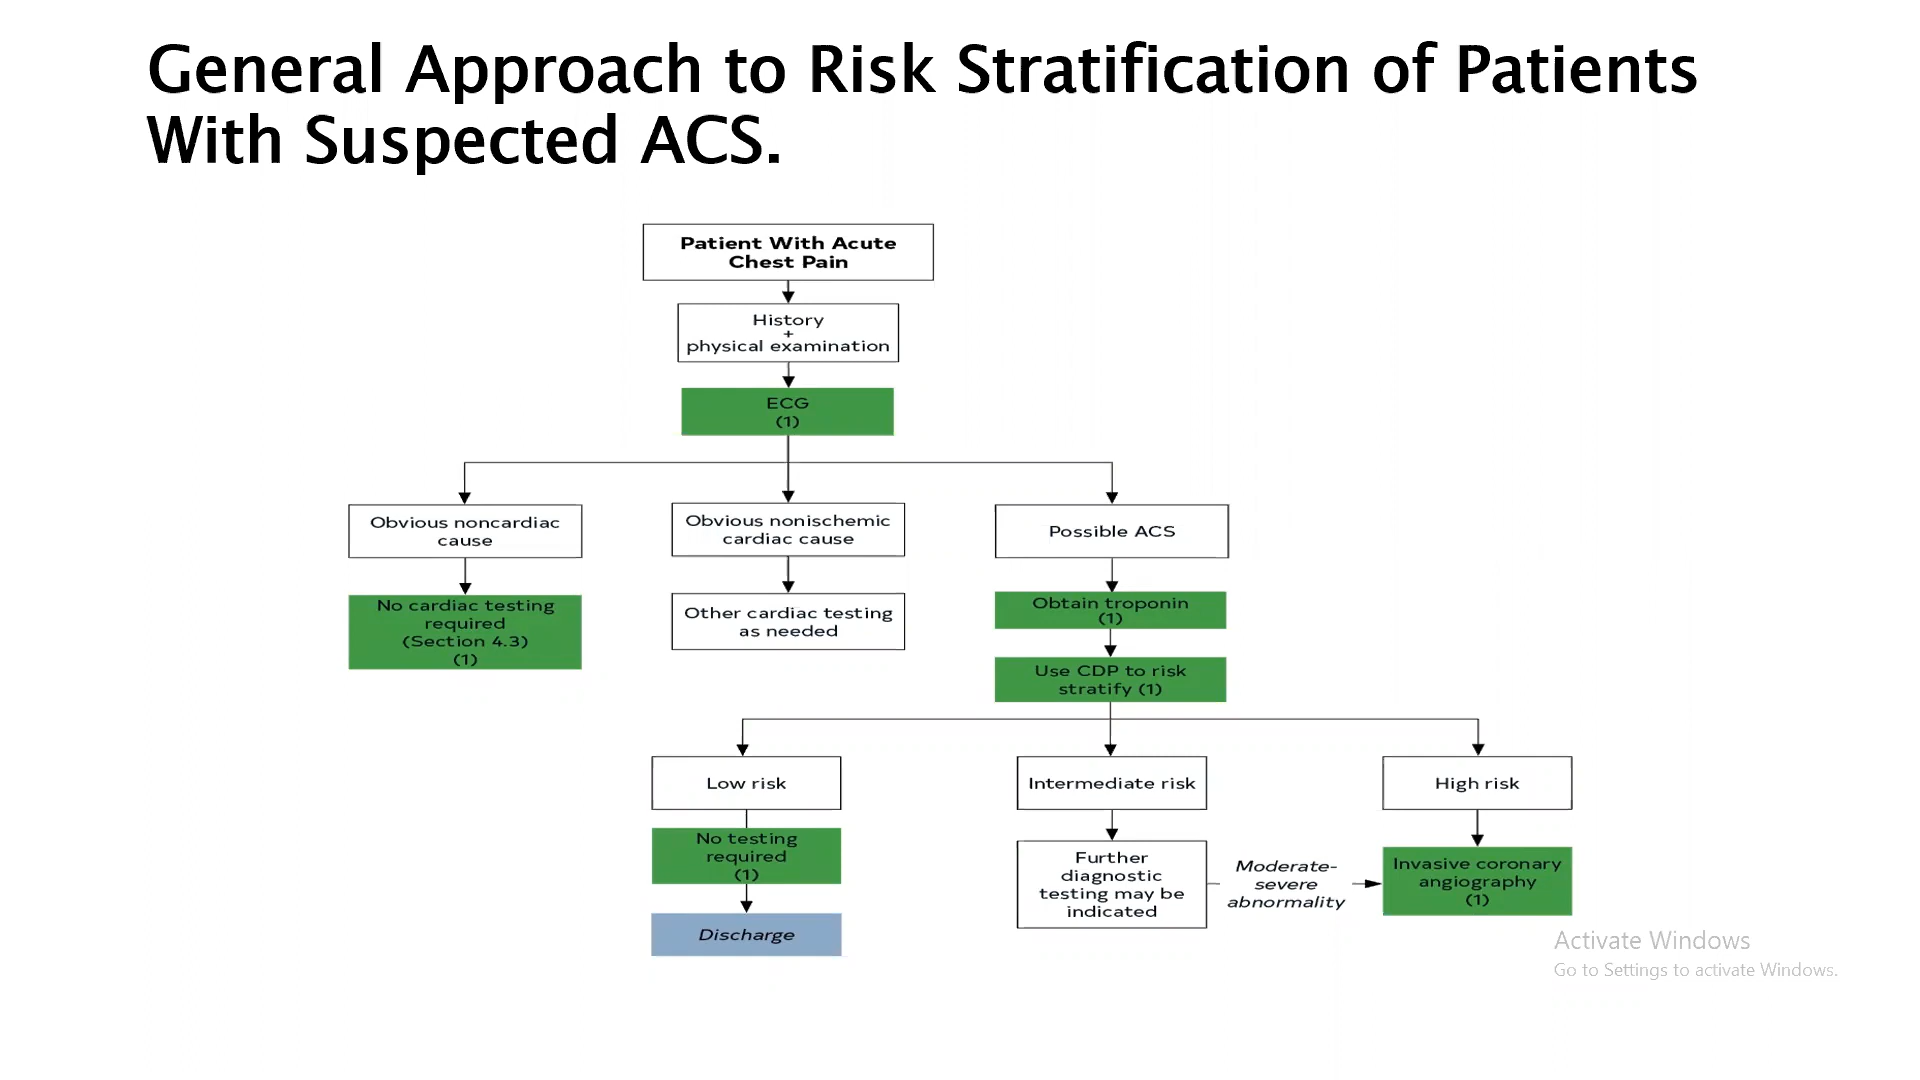 General Approach to Risk Stratification of Patients
With Suspected ACS.
Patient With Acute
Chest Pain
History
+
physical examination
ECG
(1)
Obvious noncardiac
cause
Obvious nonischemic
cardiac cause
Possible ACS
No cardiac testing
required
(Section 4.3)
(1)
Other cardiac testing
as needed
Obtain troponin
(1)
Use CDP to risk
stratify (1)
Low risk
Intermediate risk
High risk
No testing
required
(1)
Further
diagnostic
testing may be
indicated
Moderate-
severe
abnormality
Invasive coronary
angiography
(1)
Discharge
Activate Windows
Go to Settings to activate Windows.